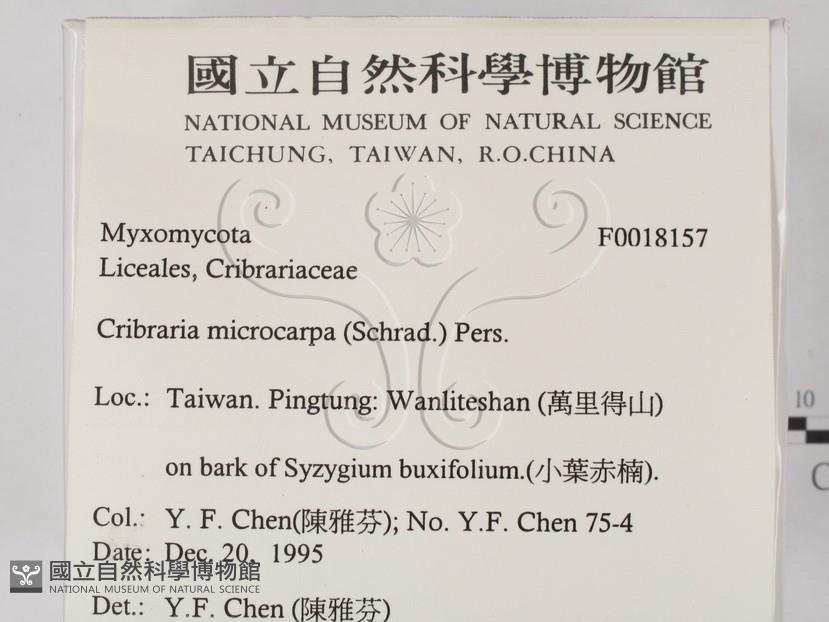 國立自然科學博物館
NATIONAL MUSEUM OF NATURAL SCIENCE
TAICHUNG, TAIWAN, R.O.CHINA
Myxomycota F0018157
Liceales, Cribrariaceae
Cribraria microcarpa (Schrad.) Pers.
Loc.: Taiwan. Pingtung: Wanliteshan (萬里得山)
on bark of Syzygium buxifolium.(小葉赤楠).
Col.: Y. F. Chen(陳雅芬); No. Y.F. Chen 75-4
Date: Dec. 20, 1995
Det.: Y.F. Chen (陳雅芬)
國立自然科學博物館
NATIONAL MUSEUM OF NATURAL SCIENCE
10